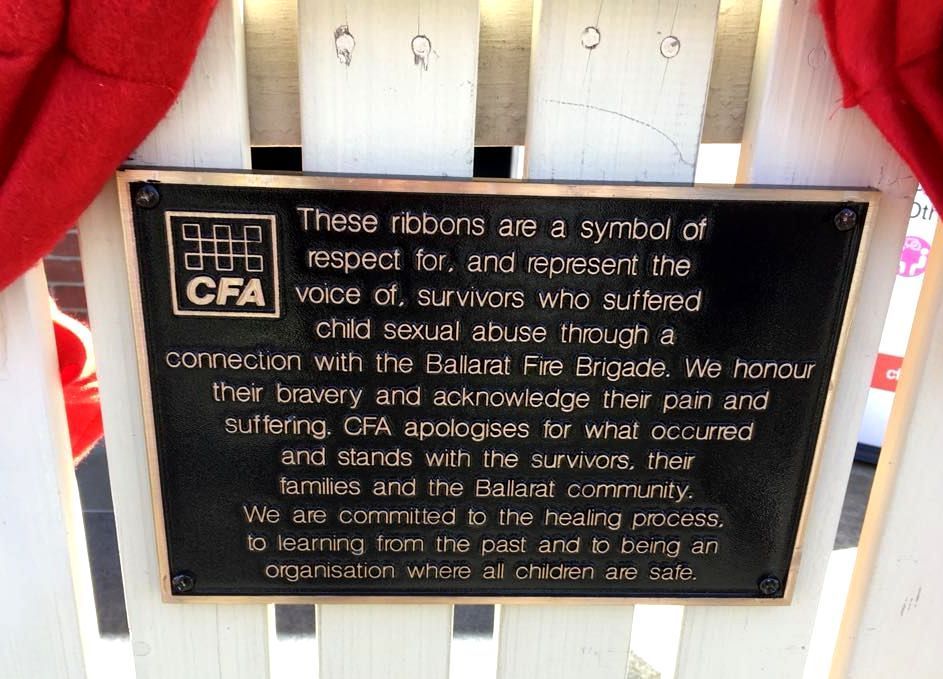 These ribbons are a symbol of
respect for, and represent the
voice of, survivors who suffered
child sexual abuse through a
connection with the Ballarat Fire Brigade. We honour
their bravery and acknowledge their pain and
suffering. CFA apologises for what occurred
and stands with the survivors, their
families and the Ballarat community.
We are committed to the healing process,
to learning from the past and to being an
organisation where all children are safe.
CFA